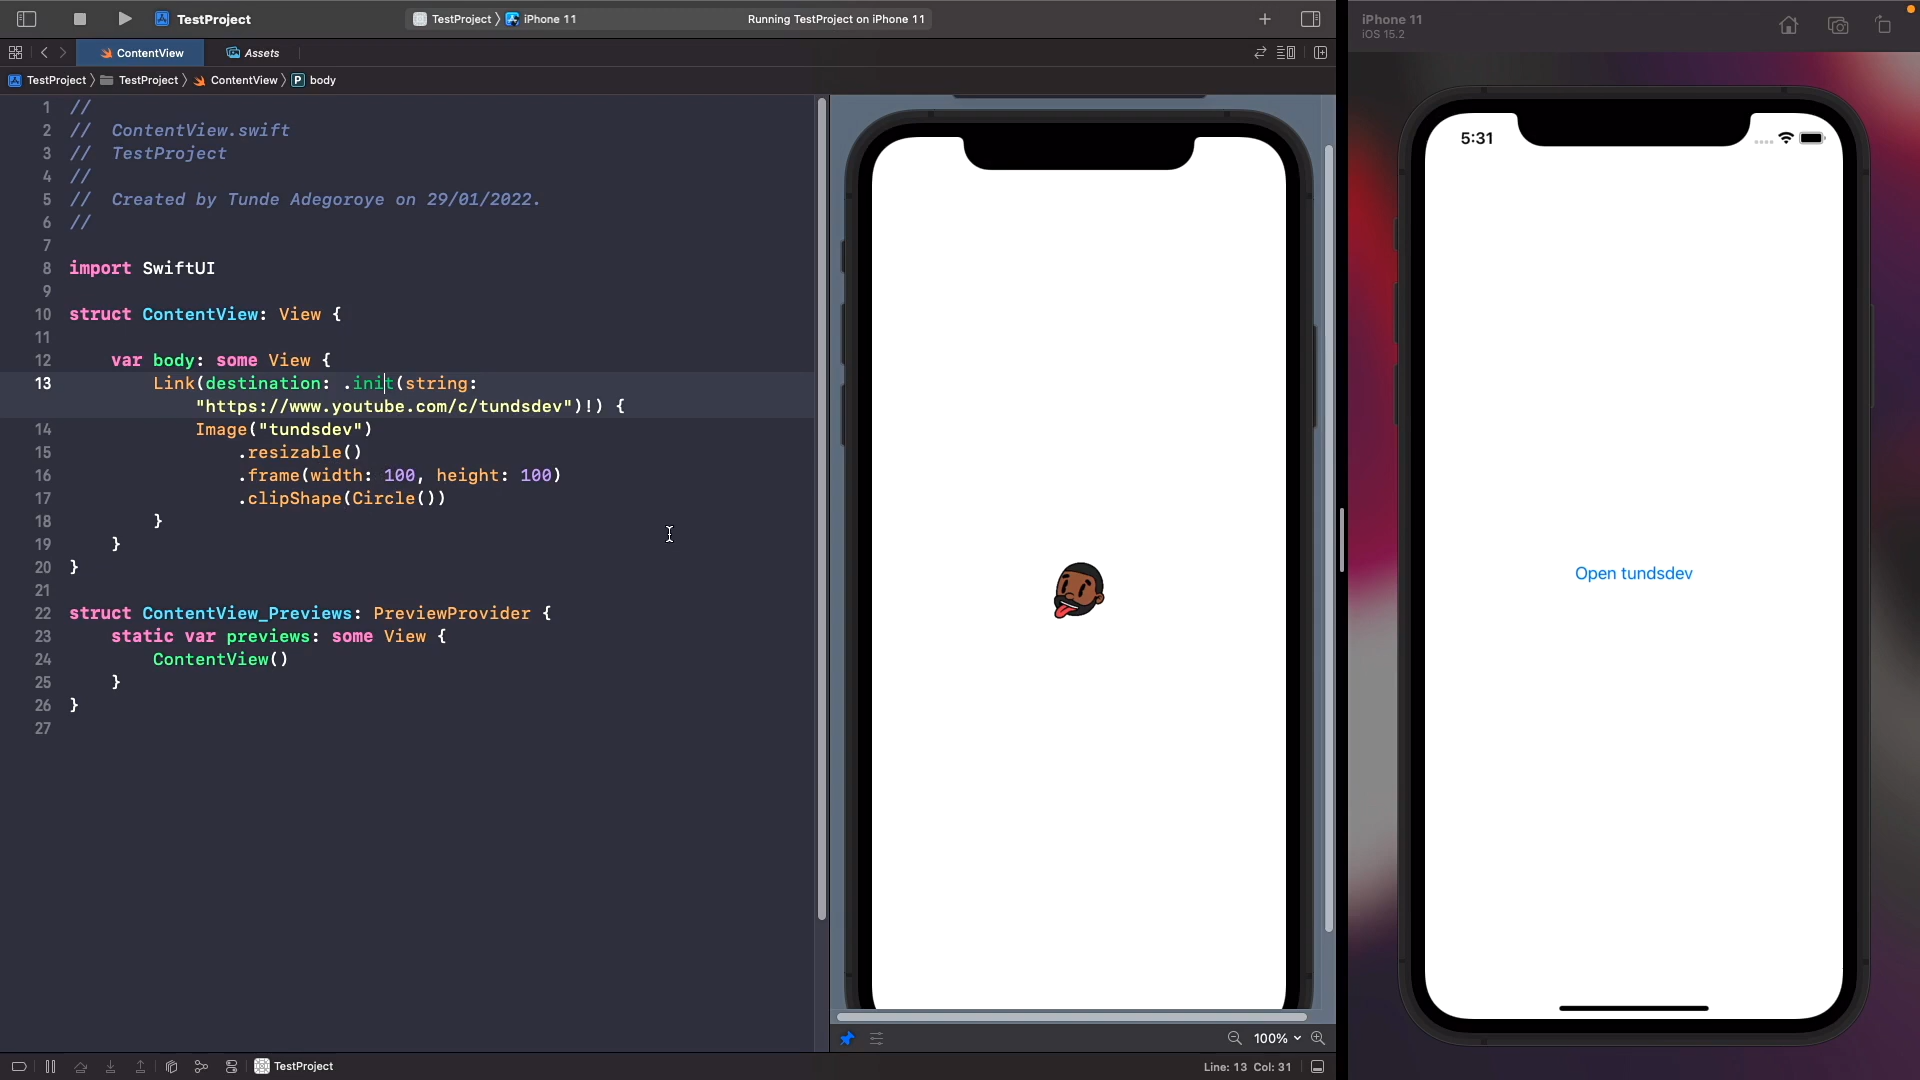 TestProject
TestProject
iPhone 11
Running TestProject on iPhone 11
ContentView
Assets
TestProject
TestProject
ContentView
P
body
1 //
2 //  ContentView.swift
3 //  TestProject
4 //
5 //  Created by Tunde Adegoroye on 29/01/2022.
6 //
7
8 import SwiftUI
9
10 struct ContentView: View {
11
12     var body: some View {
13         Link(destination: .init(string:
"https://www.youtube.com/c/tundsdev")!) {
14             Image("tundsdev")
15                 .resizable()
16                 .frame(width: 100, height: 100)
17                 .clipShape(Circle())
18         }
19     }
20 }
21
22 struct ContentView_Previews: PreviewProvider {
23     static var previews: some View {
24         ContentView()
25     }
26 }
27
100%
TestProject
Line: 13 Col: 31
iPhone 11
iOS 15.2
5:31
Open tundsdev